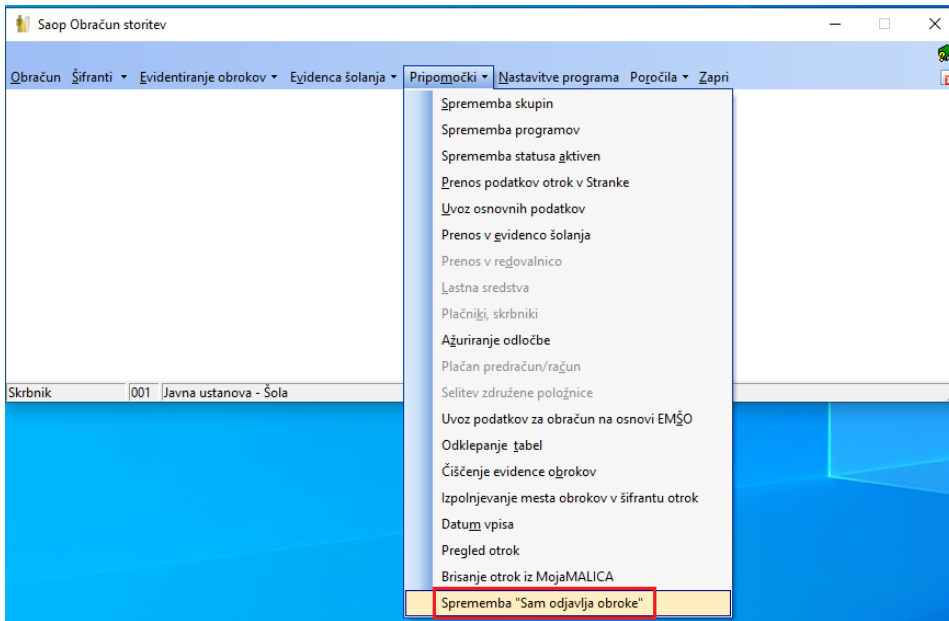 Saop Obračun storitev
Obračun Šifranti Evidentiranje obrokov Evidenca šolanja Pripomočki Nastavitve programa Poročila Zapri
Sprememba skupin
Sprememba programov
Sprememba statusa aktiven
Prenos podatkov otrok v Stranke
Uvoz osnovnih podatkov
Prenos v evidenco šolanja
Prenos v redovalnico
Lastna sredstva
Plačniki, skrbniki
Ažuriranje odločbe
Plačan predračun/račun
Skrbnik 001 Javna ustanova - Šola
Selitev združene položnice
Uvoz podatkov za obračun na osnovi EMŠO
Odklepanje tabel
Čiščenje evidence obrokov
Izpolnjevanje mesta obrokov v šifrantu otrok
Datum vpisa
Pregled otrok
Brisanje otrok iz MojaMALICA
Sprememba "Sam odjavlja obroke"